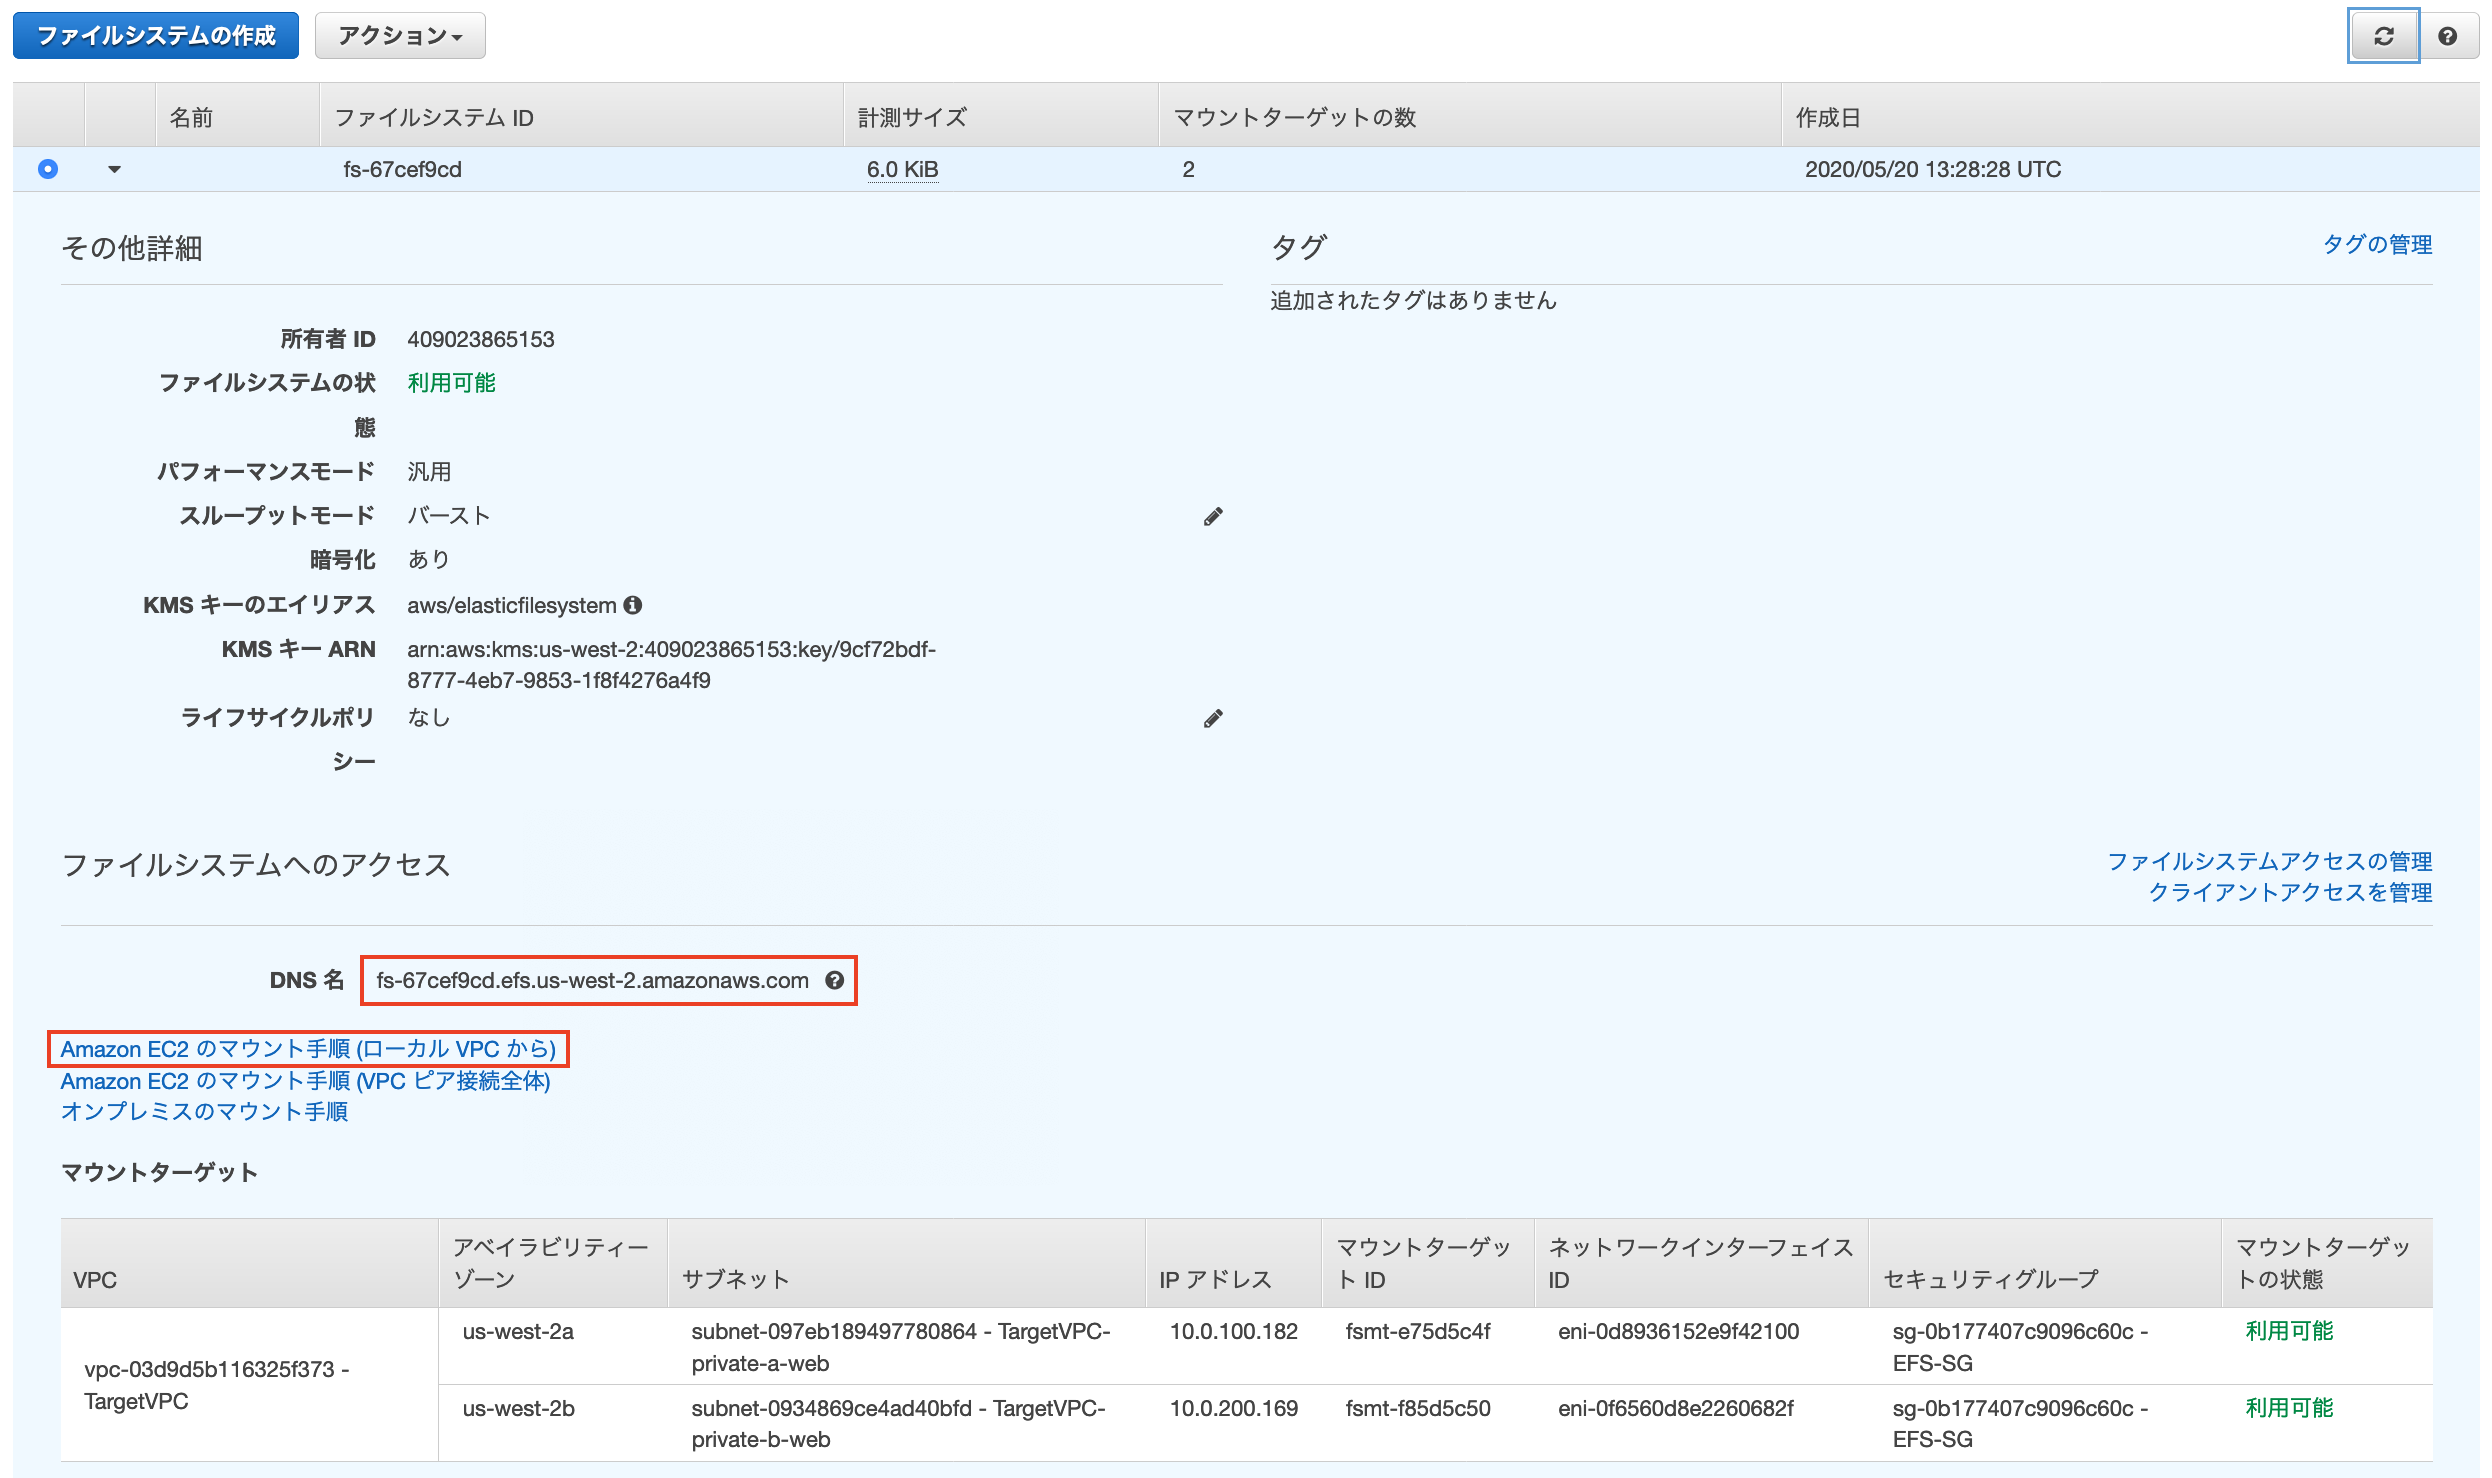 ファイルシステムの作成 アクション
名前 ファイルシステム ID 計測サイズ マウントターゲットの数 作成日
fs-67cef9cd 6.0 KiB 2 2020/05/20 13:28:28 UTC
その他詳細
所有者 ID 409023865153
ファイルシステムの状 利用可能
態
パフォーマンスモード 汎用
スループットモード バースト
暗号化 あり
KMS キーのエイリアス aws/elasticfilesystem
KMS キー ARN arn:aws:kms:us-west-2:409023865153:key/9cf72bdf-
8777-4eb7-9853-1f8f4276a4f9
ライフサイクルポリ なし
シー
タグ タグの管理
追加されたタグはありません
ファイルシステムへのアクセス
ファイルシステムアクセスの管理
クライアントアクセスを管理
DNS 名 fs-67cef9cd.efs.us-west-2.amazonaws.com
Amazon EC2 のマウント手順 (ローカル VPC から)
Amazon EC2 のマウント手順 (VPC ピア接続全体)
オンプレミスのマウント手順
マウントターゲット
VPC
アベイラビリティー
ゾーン
サブネット
IP アドレス
マウントターゲッ
ト ID
ネットワークインターフェイス
ID
セキュリティグループ
マウントターゲッ
トの状態
vpc-03d9d5b116325f373 -
TargetVPC
us-west-2a
subnet-097eb189497780864 - TargetVPC-
private-a-web
10.0.100.182
fsmt-e75d5c4f
eni-0d8936152e9f42100
sg-0b177407c9096c60c -
EFS-SG
利用可能
us-west-2b
subnet-0934869ce4ad40bfd - TargetVPC-
private-b-web
10.0.200.169
fsmt-f85d5c50
eni-0f6560d8e2260682f
sg-0b177407c9096c60c -
EFS-SG
利用可能